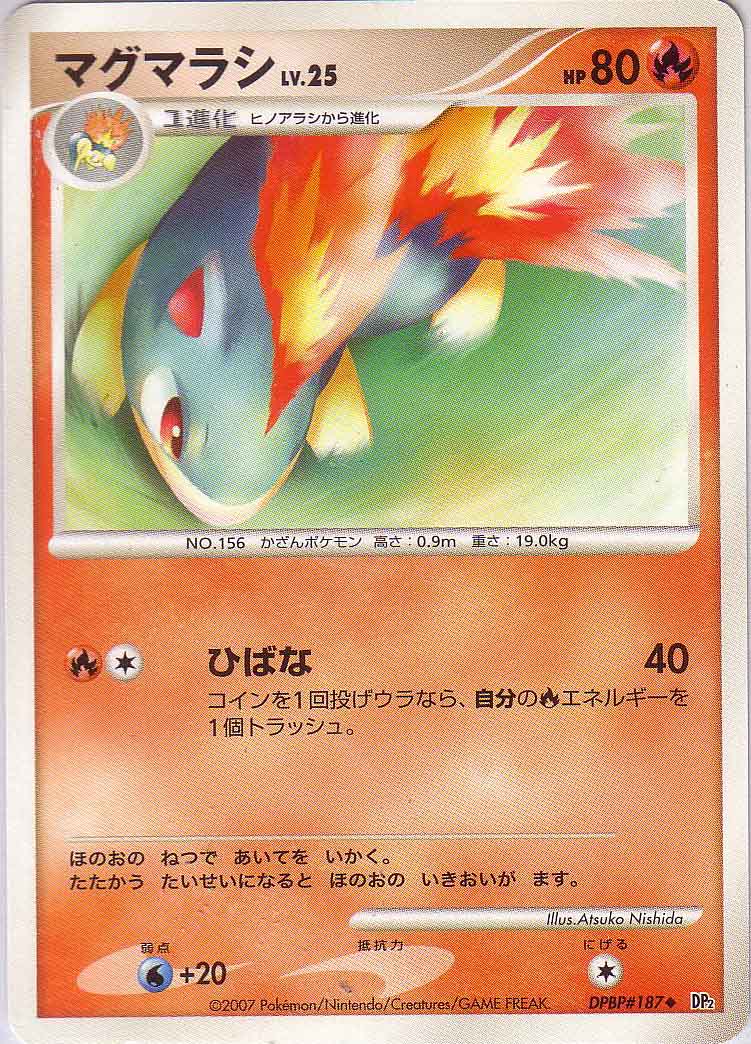 マグマラシ LV.25 HP 80
1進化 ヒノアラシから進化
NO.156 かざんポケモン 高さ:0.9m 重さ:19.0kg
ひばな 40
コインを1回投げウラなら、自分のエネルギーを
1個トラッシュ。
ほのおの ねつで あいてを いかく。
たたかう たいせいになると ほのおの いきおいが ます。
Illus.Atsuko Nishida
弱点 抵抗力 にげる
+20
©2007 Pokémon/Nintendo/Creatures/GAME FREAK. DPBP#187 DP2